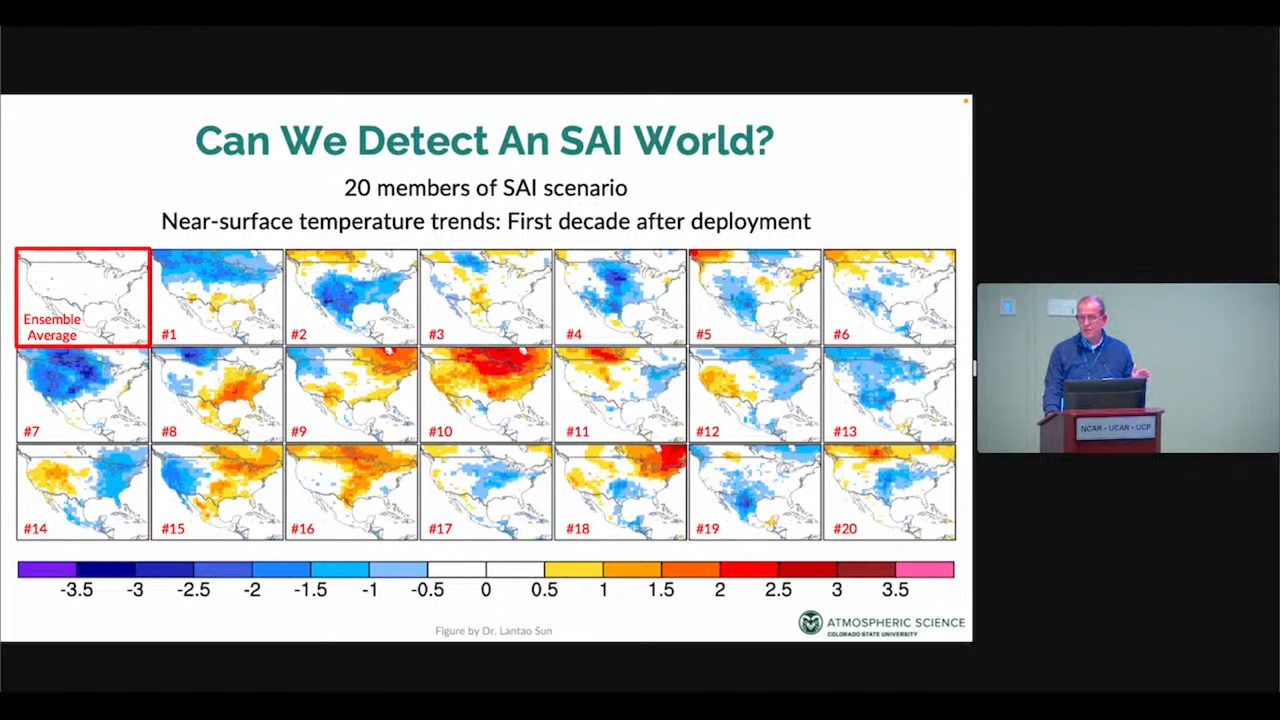 Can We Detect An SAI World?
20 members of SAI scenario
Near-surface temperature trends: First decade after deployment
Ensemble
Average
#1
#2
#3
#4
#5
#6
#7
#8
#9
#10
#11
#12
#13
#14
#15
#16
#17
#18
#19
#20
-3.5 -3 -2.5 -2 -1.5 -1 -0.5 0 0.5 1 1.5 2 2.5 3 3.5
Figure by Dr. Lantao Sun
ATMOSPHERIC SCIENCE
COLORADO STATE UNIVERSITY
NCAR • UCAR • UCP